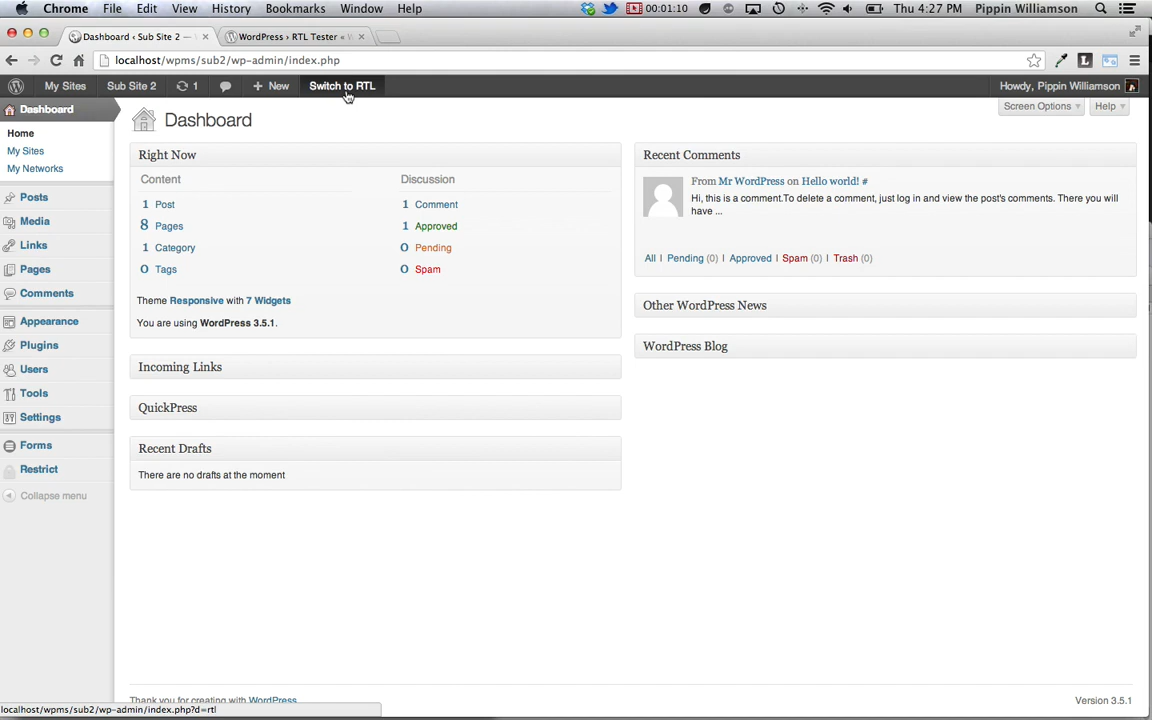 Chrome File Edit View History Bookmarks Window Help 00:01:10 Thu 4:27 PM Pippin Williamson
Dashboard ‹ Sub Site 2 — WordPress › RTL Tester « W
localhost/wpms/sub2/wp-admin/index.php
My Sites Sub Site 2 1 + New Switch to RTL Howdy, Pippin Williamson
Dashboard
Screen Options Help
Dashboard
Home
My Sites
My Networks
Posts
Media
Links
Pages
Comments
Appearance
Plugins
Users
Tools
Settings
Forms
Restrict
Collapse menu
Right Now
Content Discussion
1 Post 1 Comment
8 Pages 1 Approved
1 Category 0 Pending
0 Tags 0 Spam
Theme Responsive with 7 Widgets
You are using WordPress 3.5.1.
Incoming Links
QuickPress
Recent Drafts
There are no drafts at the moment
Recent Comments
From Mr WordPress on Hello world! #
Hi, this is a comment.To delete a comment, just log in and view the post's comments. There you will
have ...
All | Pending (0) | Approved | Spam (0) | Trash (0)
Other WordPress News
WordPress Blog
Thank you for creating with WordPress
Version 3.5.1
localhost/wpms/sub2/wp-admin/index.php?d=rtl